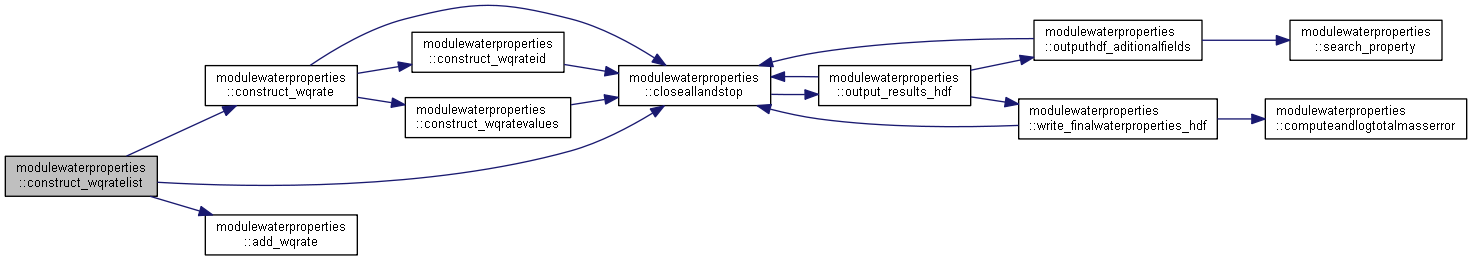 modulewaterproperties
::construct_wqratelist
modulewaterproperties
::construct_wqrate
modulewaterproperties
::add_wqrate
modulewaterproperties
::construct_wqrateid
modulewaterproperties
::construct_wqratevalues
modulewaterproperties
::closeallandstop
modulewaterproperties
::output_results_hdf
modulewaterproperties
::outputhdf_aditionalfields
modulewaterproperties
::write_finalwaterproperties_hdf
modulewaterproperties
::search_property
modulewaterproperties
::computeandlogtotalmasserror